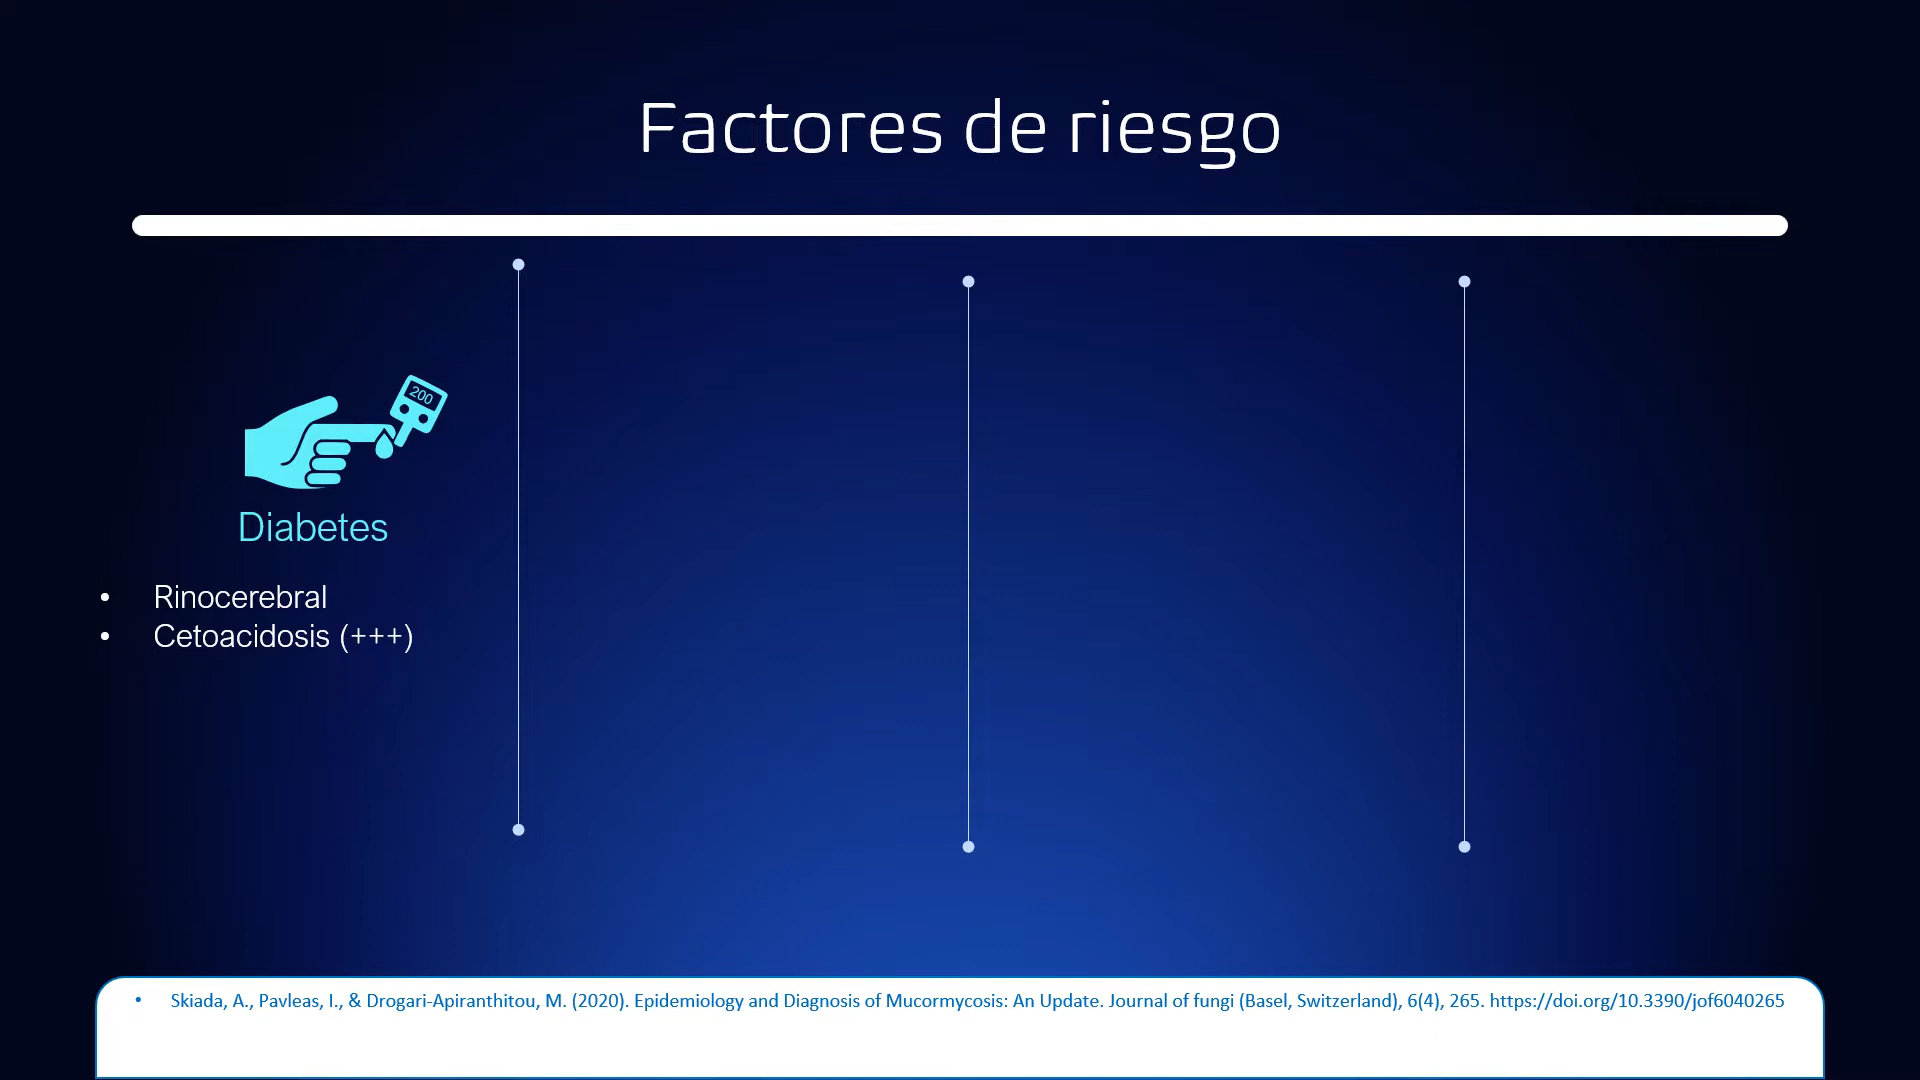 Factores de riesgo
200
Diabetes
• Rinocerebral
• Cetoacidosis (+++)
• Skiada, A., Pavleas, I., & Drogari-Apiranthitou, M. (2020). Epidemiology and Diagnosis of Mucormycosis: An Update. Journal of fungi (Basel, Switzerland), 6(4), 265. https://doi.org/10.3390/jof6040265